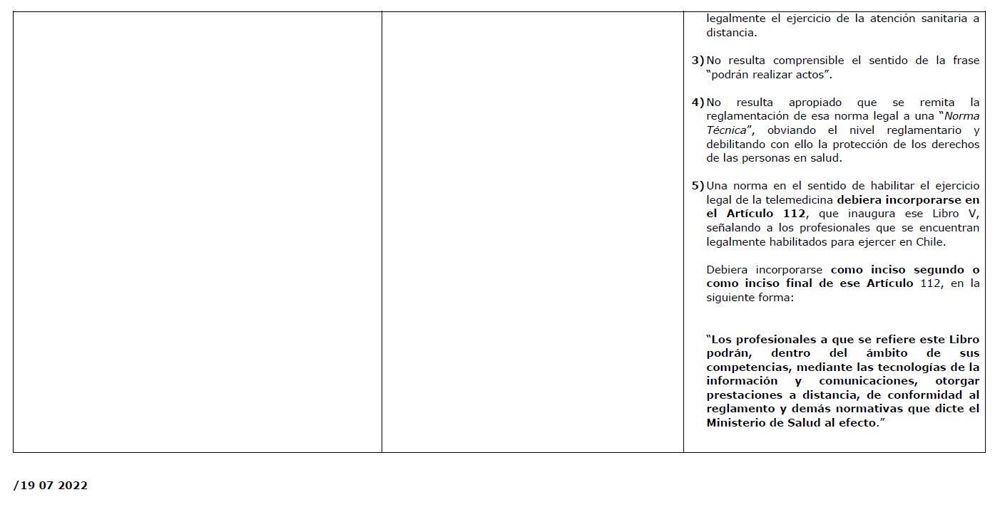 legalmente el ejercicio de la atención sanitaria a
distancia.
3) No resulta comprensible el sentido de la frase
“podrán realizar actos”.
4) No resulta apropiado que se remita la
reglamentación de esa norma legal a una “Norma
Técnica”, obviando el nivel reglamentario y
debilitando con ello la protección de los derechos
de las personas en salud.
5) Una norma en el sentido de habilitar el ejercicio
legal de la telemedicina debiera incorporarse en
el Artículo 112, que inaugura ese Libro V,
señalando a los profesionales que se encuentran
legalmente habilitados para ejercer en Chile.
Debiera incorporarse como inciso segundo o
como inciso final de ese Artículo 112, en la
siguiente forma:
“Los profesionales a que se refiere este Libro
podrán, dentro del ámbito de sus
competencias, mediante las tecnologías de la
información y comunicaciones, otorgar
prestaciones a distancia, de conformidad al
reglamento y demás normativas que dicte el
Ministerio de Salud al efecto.”
/19 07 2022